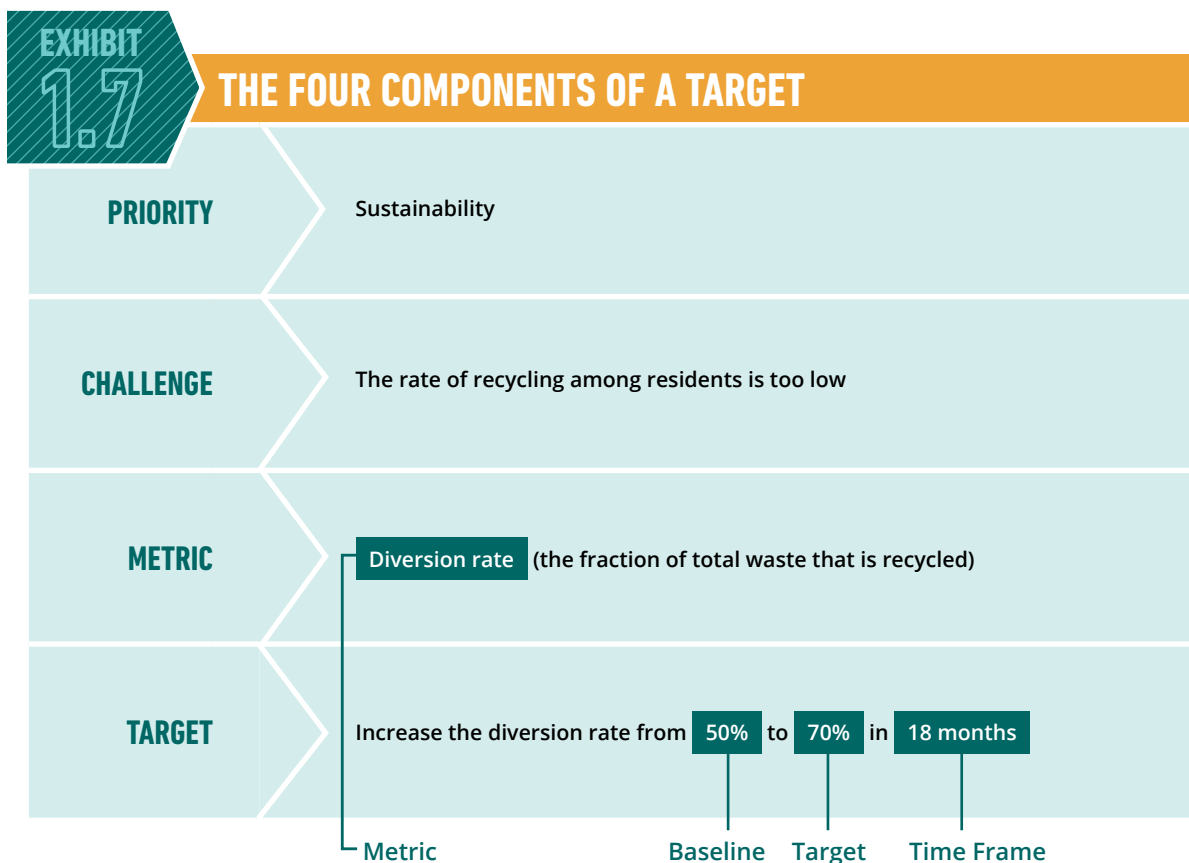 EXHIBIT
1.7
THE FOUR COMPONENTS OF A TARGET
PRIORITY
Sustainability
CHALLENGE
The rate of recycling among residents is too low
METRIC
Diversion rate (the fraction of total waste that is recycled)
TARGET
Increase the diversion rate from 50% to 70% in 18 months
Metric
Baseline
Target
Time Frame